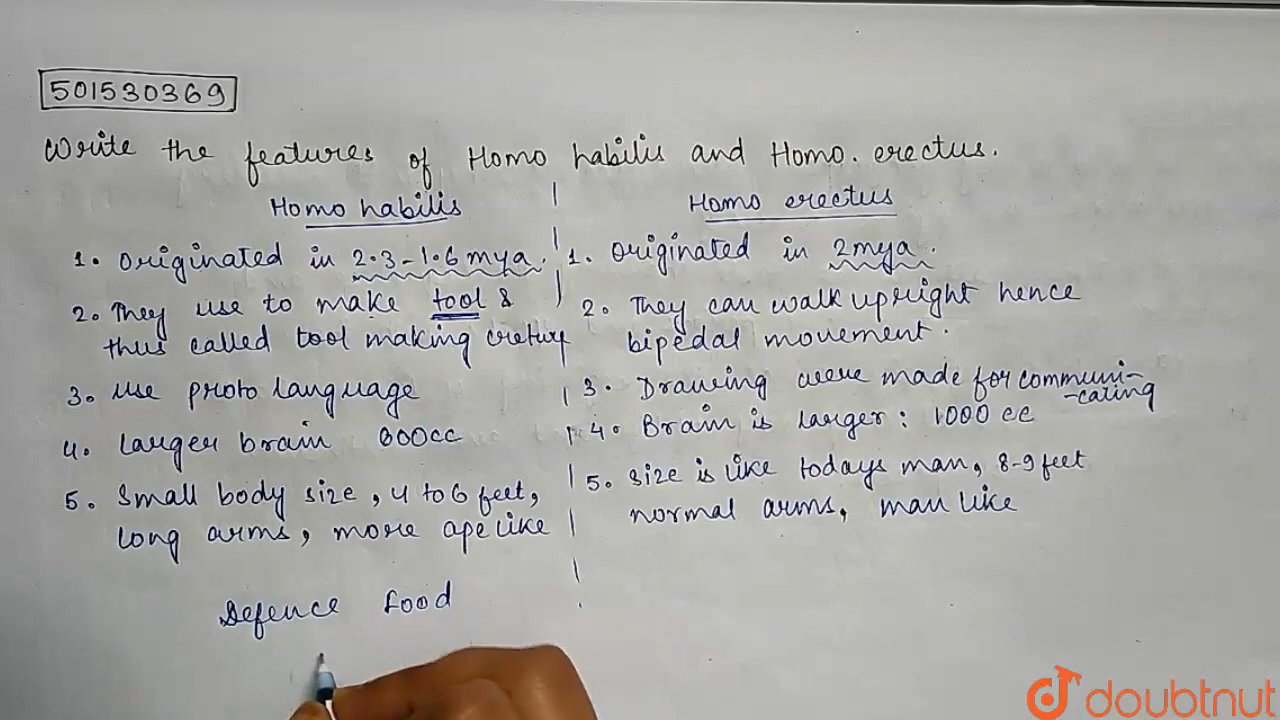 501530369
Write the features of Homo habilis and Homo. erectus.
Homo habilis
1. Originated in 2.3-1.6 mya.
2. They use to make tool &
thus called tool making creture
3. Use proto language
4. Larger brain 800cc
5. Small body size, 4 to 6 feet,
long arms, more ape like
Defence food
Homo erectus
1. Originated in 2mya.
2. They can walk upright hence
bipedal movement.
3. Drawing were made for communi-
-cating
4. Brain is larger: 1000 cc
5. Size is like todays man, 8-9 feet
normal arms, man like
doubtnut